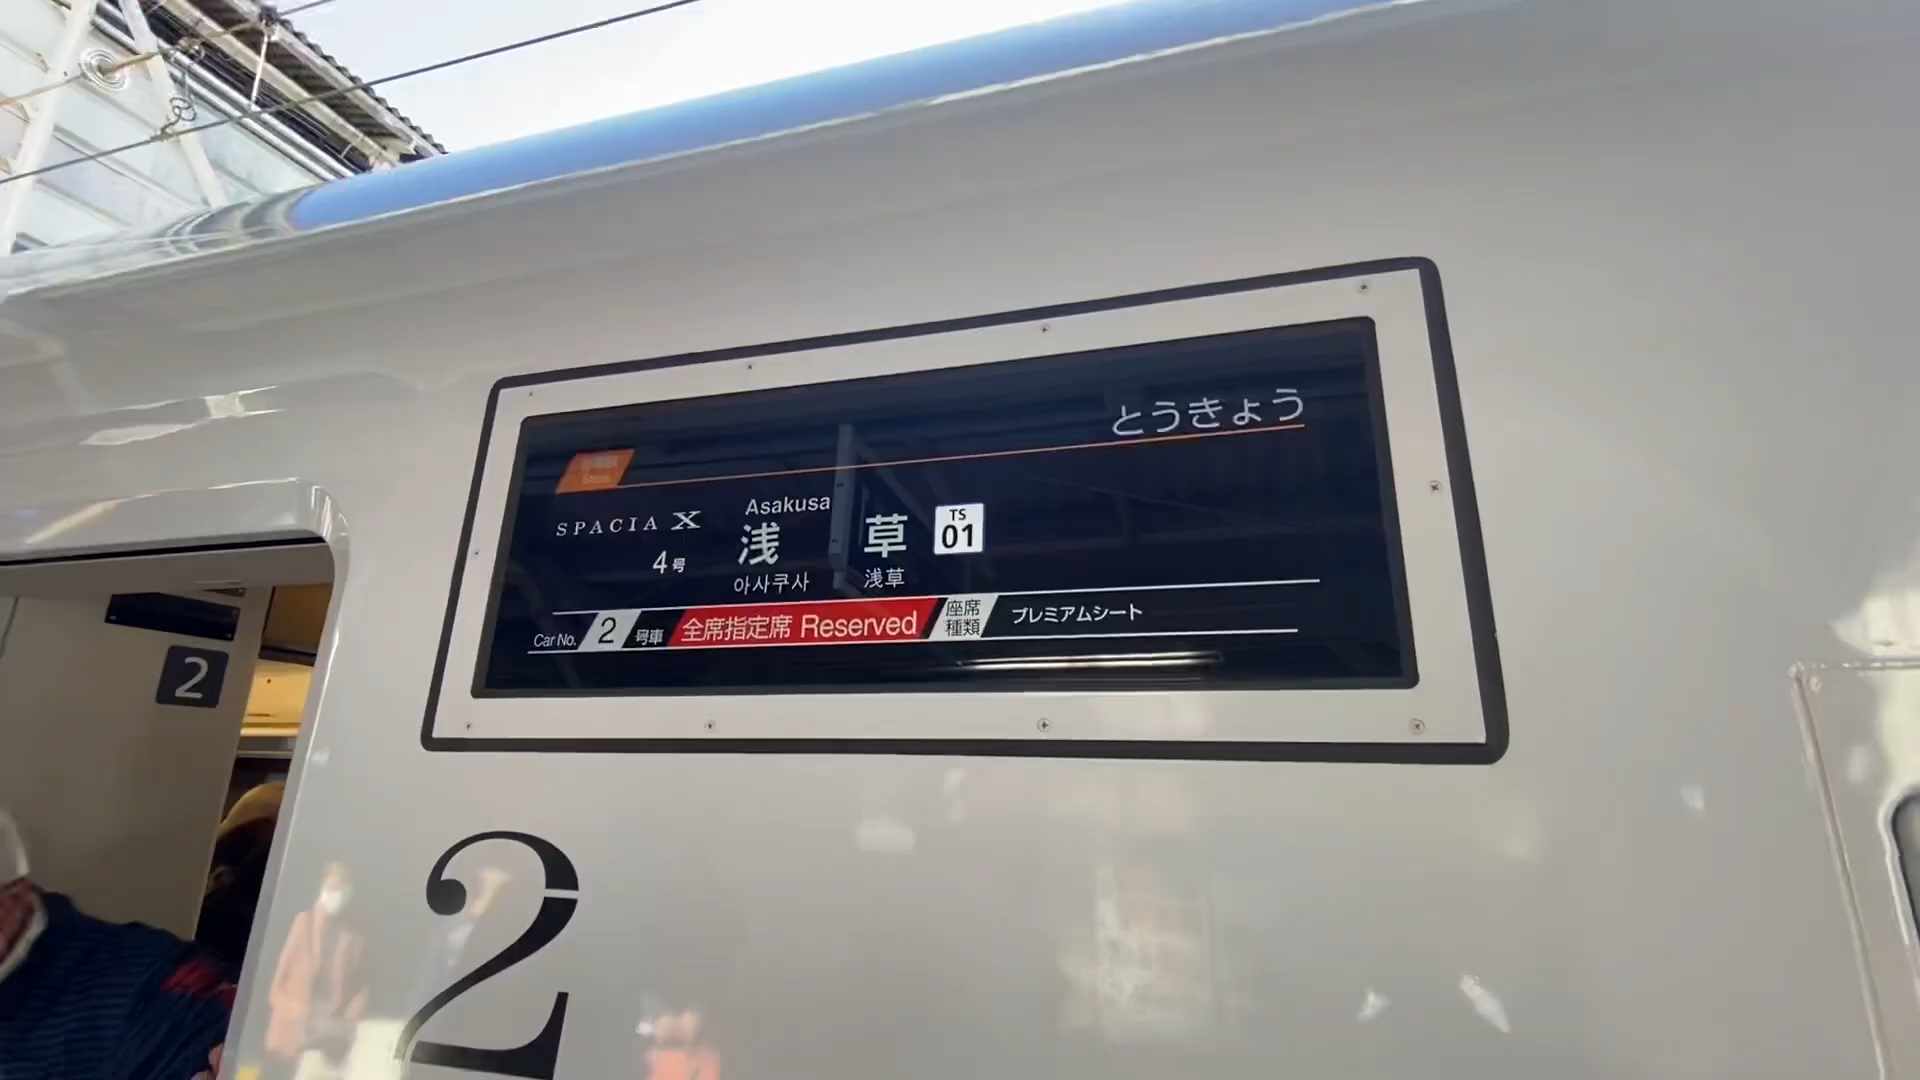 とうきょう
SPACIA X
4号
Asakusa
浅草
TS
01
아사쿠사 浅草
Car No. 2 号車 全席指定席 Reserved 座席種類 プレミアムシート
2
2